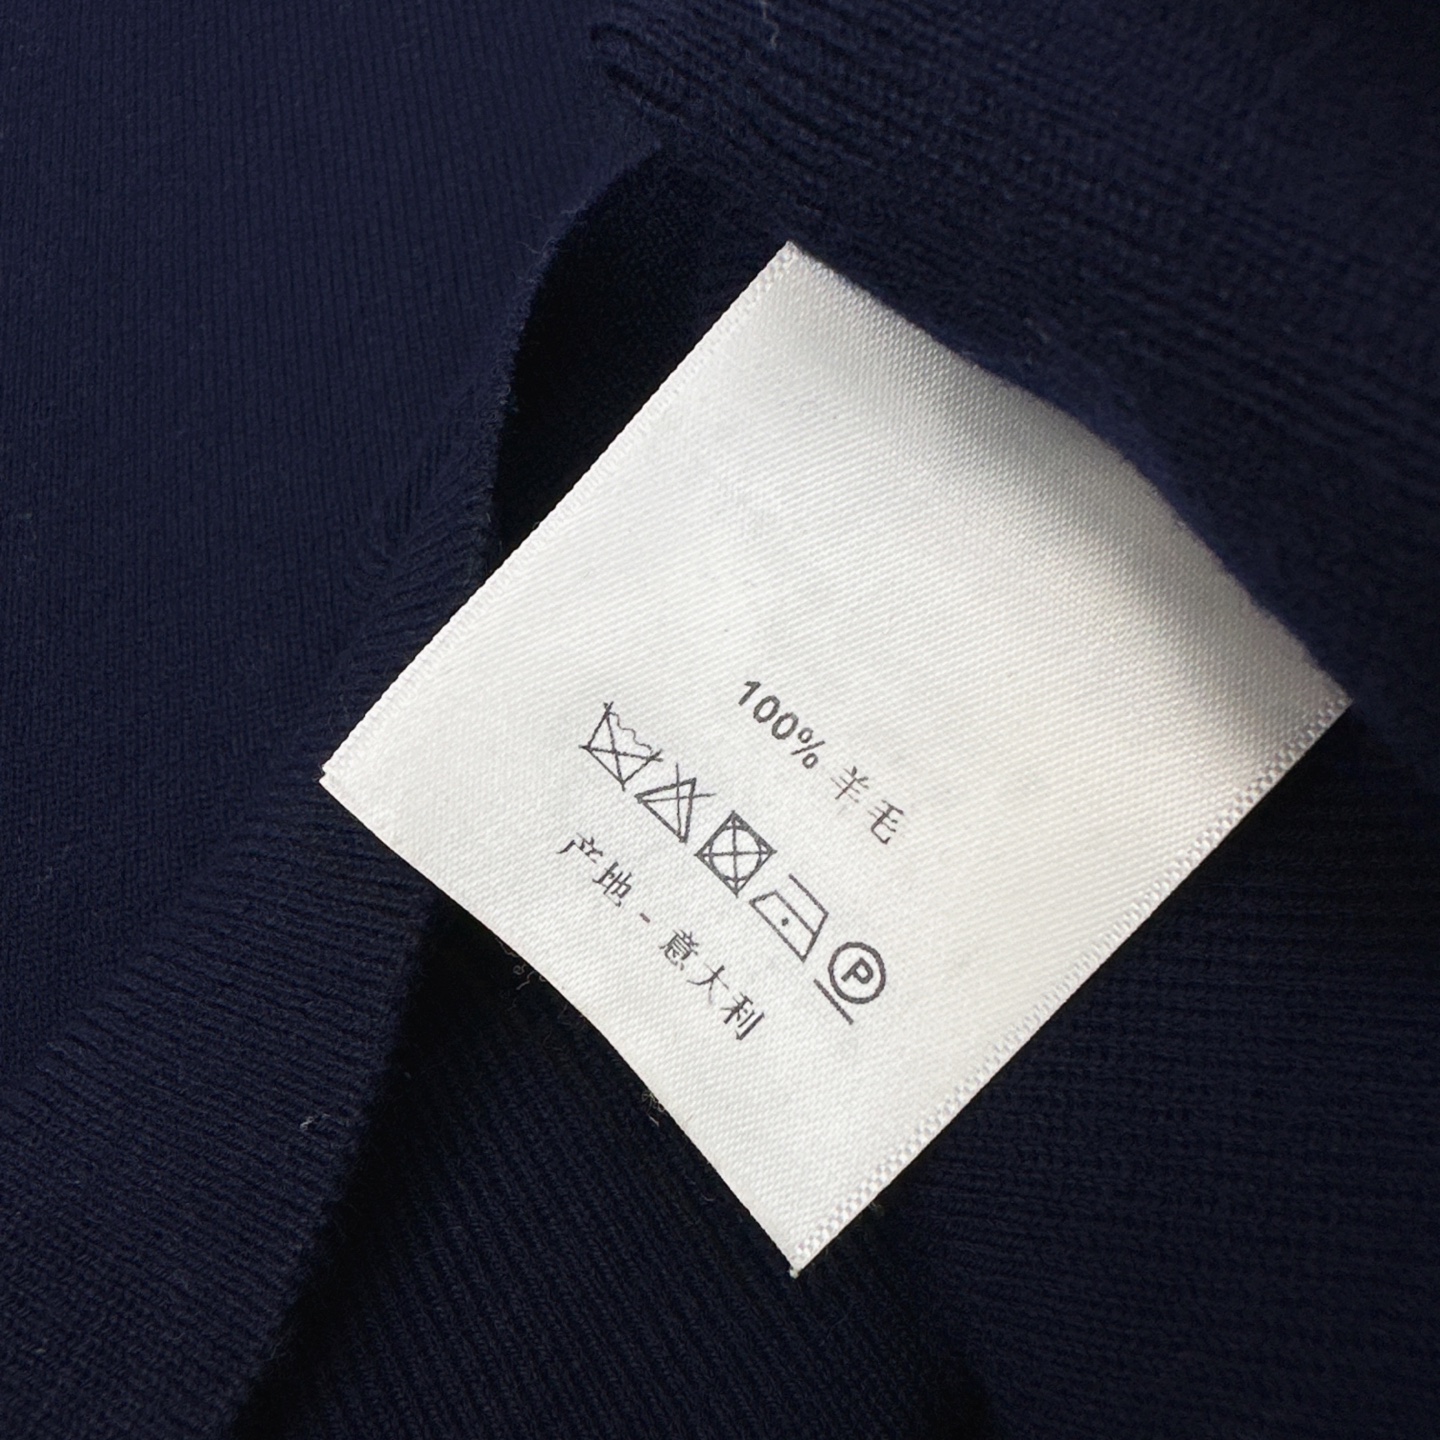 100% 羊毛
P
产地 - 意大利